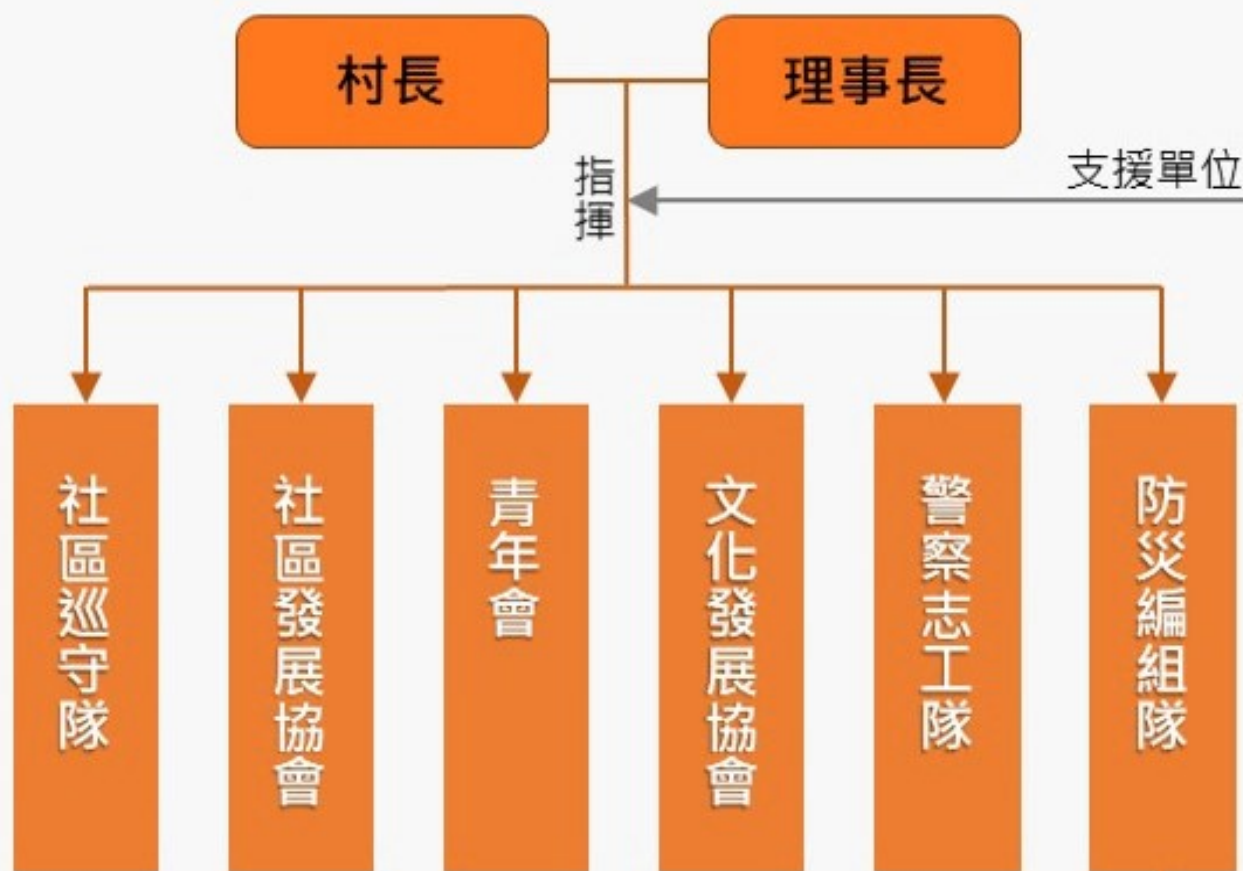 村長
理事長
支援單位
指揮
社區巡守隊
社區發展協會
青年會
文化發展協會
警察志工隊
防災編組隊